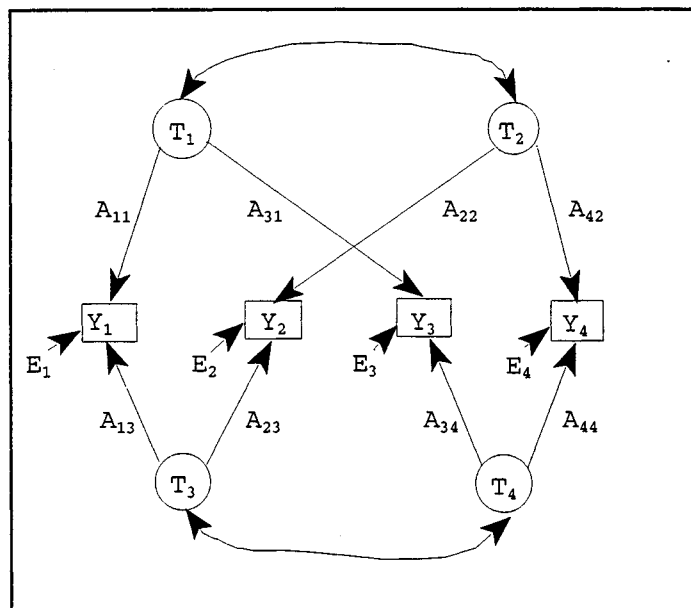 T₁ T₂
A₁₁ A₃₁ A₂₂ A₄₂
Y₁ Y₂ Y₃ Y₄
E₁ E₂ E₃ E₄
A₁₃ A₂₃ A₃₄ A₄₄
T₃ T₄